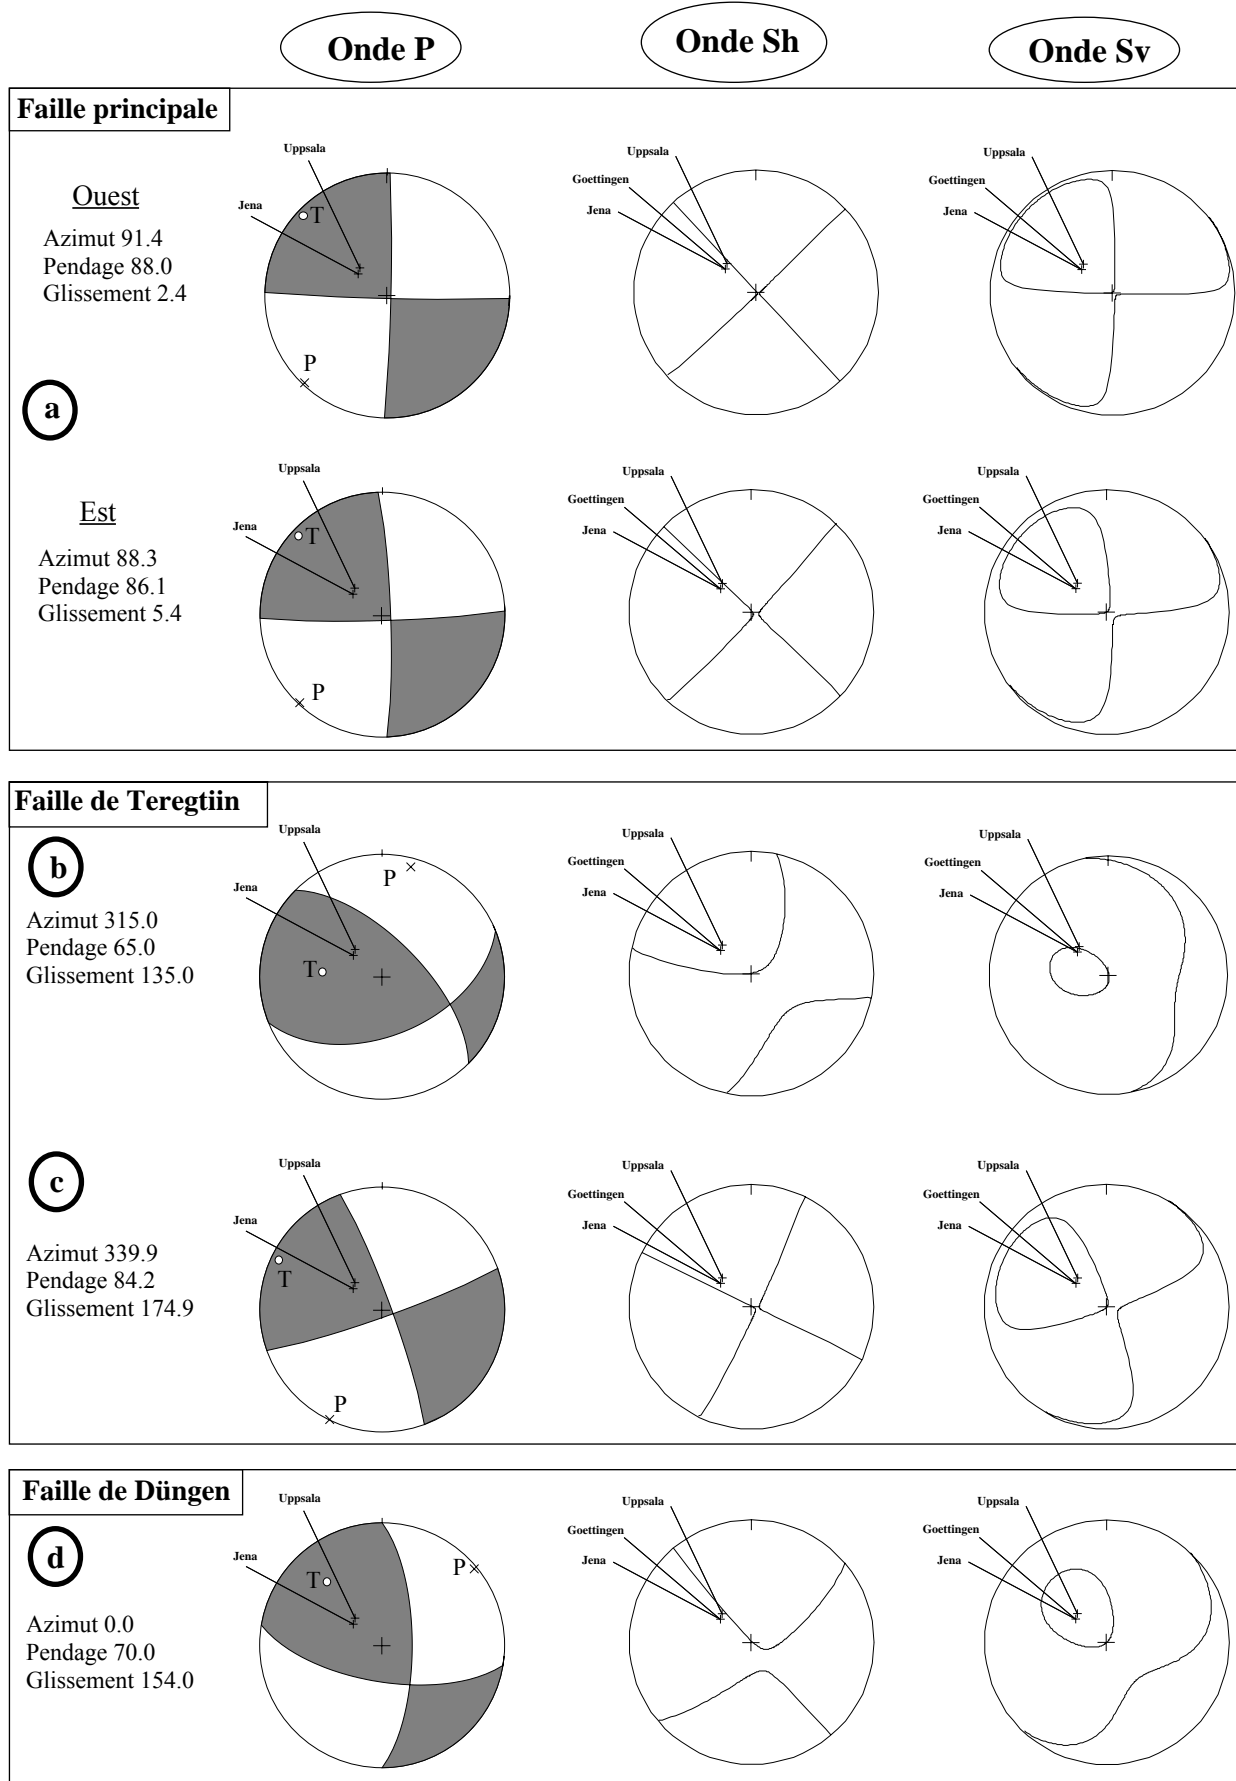 Onde P
Onde Sh
Onde Sv
Faille principale
Ouest
Azimut 91.4
Pendage 88.0
Glissement 2.4
Uppsala
Jena
T
P
Uppsala
Goettingen
Jena
Uppsala
Goettingen
Jena
a
Est
Azimut 88.3
Pendage 86.1
Glissement 5.4
Uppsala
Jena
T
P
Uppsala
Goettingen
Jena
Uppsala
Goettingen
Jena
Faille de Teregtiin
b
Azimut 315.0
Pendage 65.0
Glissement 135.0
Uppsala
P
Jena
T
Uppsala
Goettingen
Jena
Uppsala
Goettingen
Jena
c
Azimut 339.9
Pendage 84.2
Glissement 174.9
Uppsala
Jena
T
P
Uppsala
Goettingen
Jena
Uppsala
Goettingen
Jena
Faille de Düngen
d
Azimut 0.0
Pendage 70.0
Glissement 154.0
Uppsala
Jena
P
T
Uppsala
Goettingen
Jena
Uppsala
Goettingen
Jena